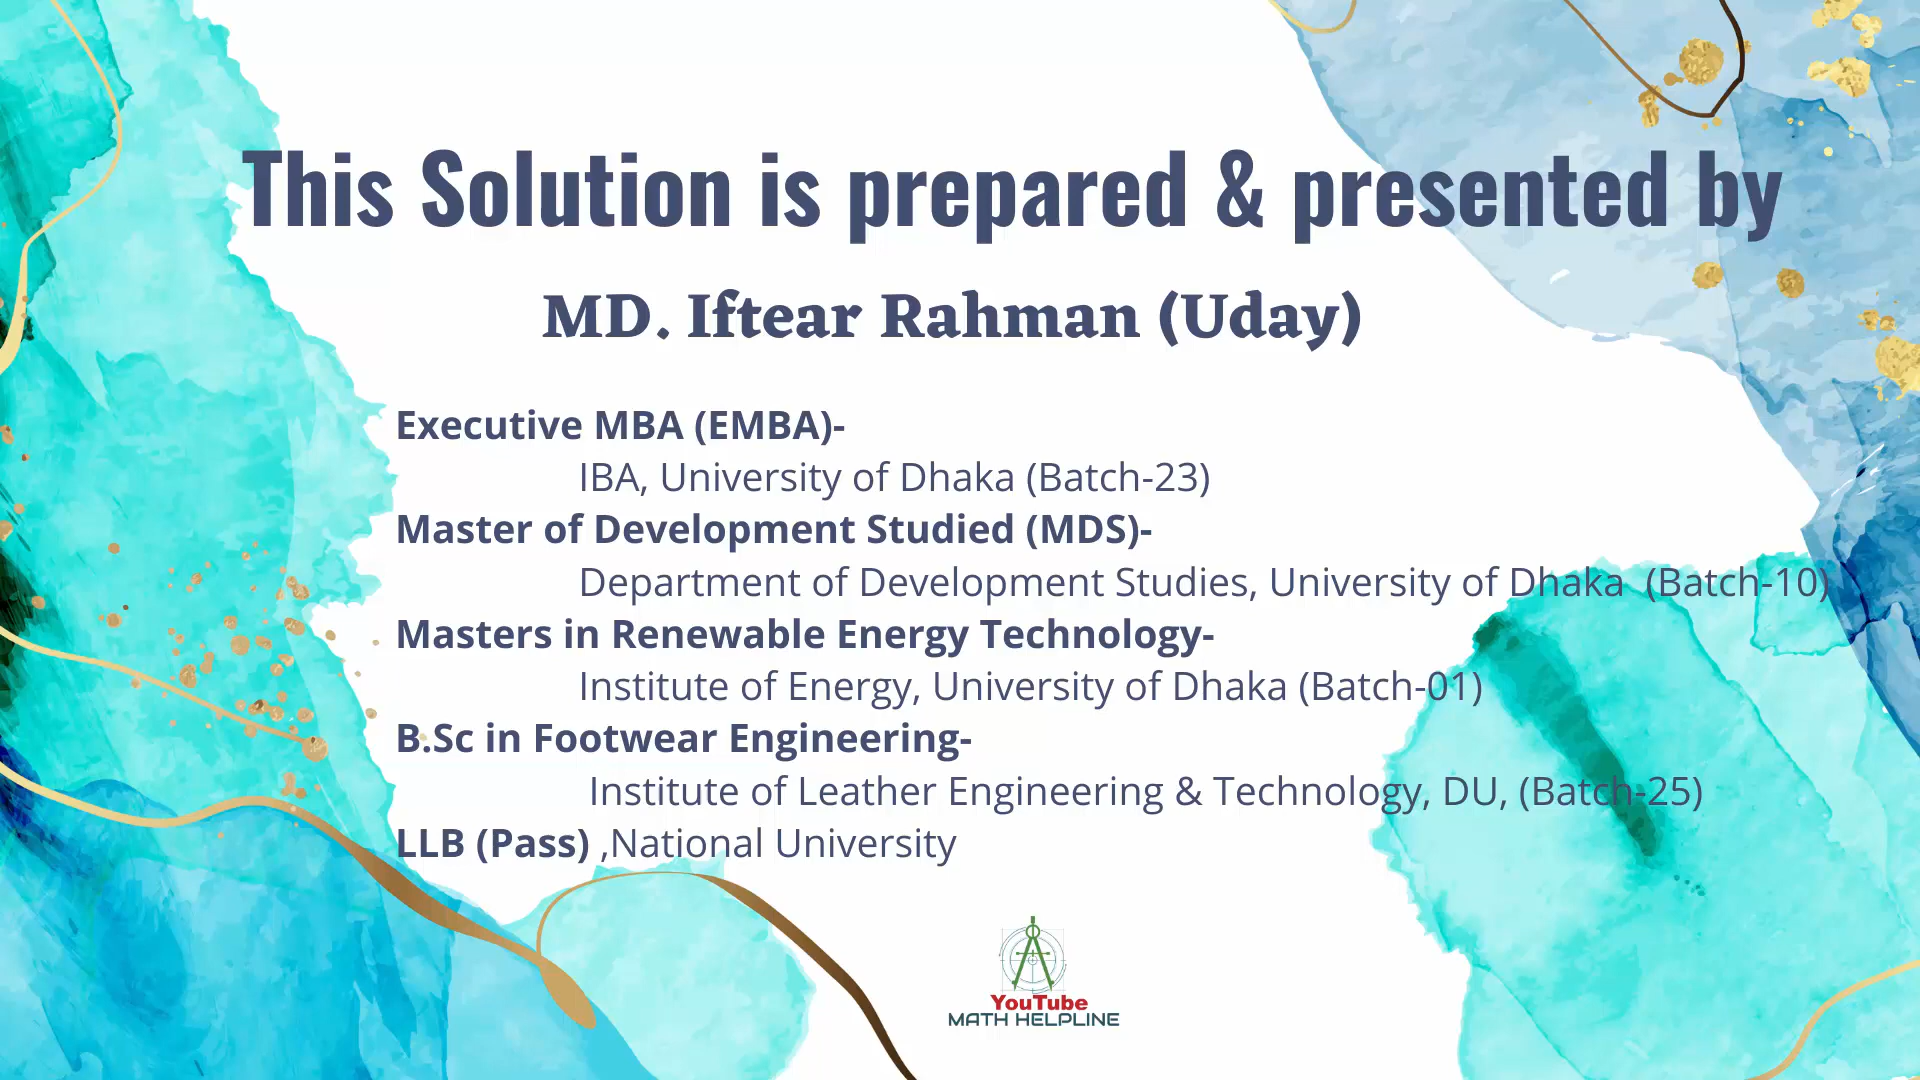 This Solution is prepared & presented by
MD. Iftear Rahman (Uday)
Executive MBA (EMBA)-
IBA, University of Dhaka (Batch-23)
Master of Development Studied (MDS)-
Department of Development Studies, University of Dhaka (Batch-10)
Masters in Renewable Energy Technology-
Institute of Energy, University of Dhaka (Batch-01)
B.Sc in Footwear Engineering-
Institute of Leather Engineering & Technology, DU, (Batch-25)
LLB (Pass) ,National University
YouTube
MATH HELPLINE